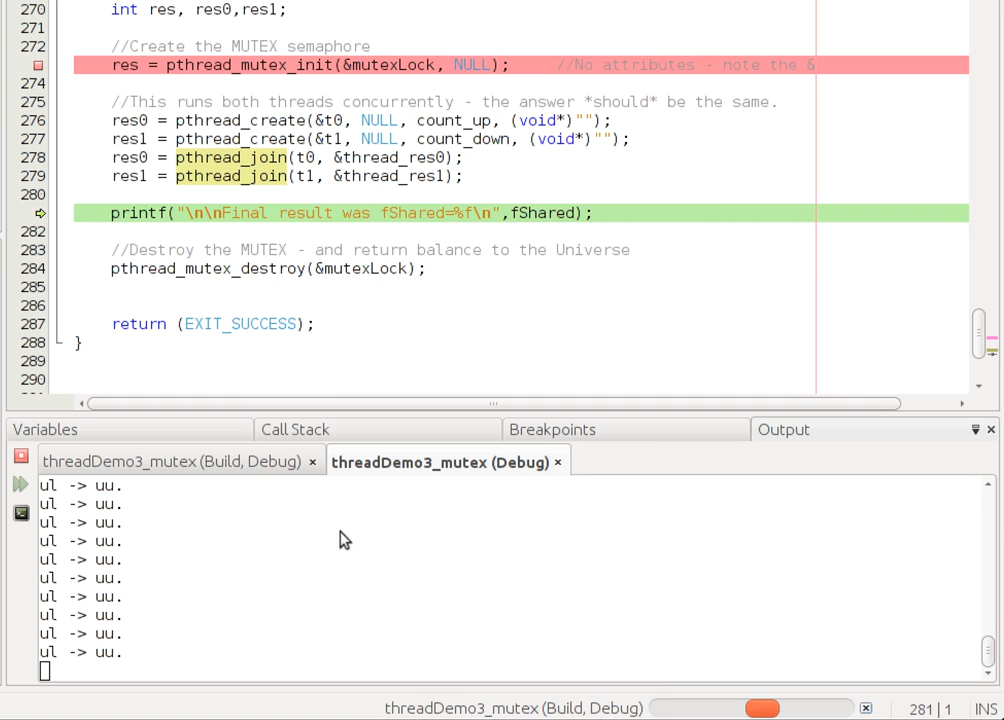 270 int res, res0,res1;
271
272 //Create the MUTEX semaphore
res = pthread_mutex_init(&mutexLock, NULL); //No attributes - note the &
274
275 //This runs both threads concurrently - the answer *should* be the same.
276 res0 = pthread_create(&t0, NULL, count_up, (void*)"");
277 res1 = pthread_create(&t1, NULL, count_down, (void*)"");
278 res0 = pthread_join(t0, &thread_res0);
279 res1 = pthread_join(t1, &thread_res1);
280
printf("\n\nFinal result was fShared=%f\n",fShared);
282
283 //Destroy the MUTEX - and return balance to the Universe
284 pthread_mutex_destroy(&mutexLock);
285
286
287 return (EXIT_SUCCESS);
288 }
289
290
Variables Call Stack Breakpoints Output
threadDemo3_mutex (Build, Debug) × threadDemo3_mutex (Debug) ×
ul -> uu.
ul -> uu.
ul -> uu.
ul -> uu.
ul -> uu.
ul -> uu.
ul -> uu.
ul -> uu.
ul -> uu.
ul -> uu.
threadDemo3_mutex (Build, Debug) 281 | 1 INS